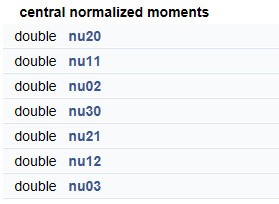 central normalized moments
double nu20
double nu11
double nu02
double nu30
double nu21
double nu12
double nu03